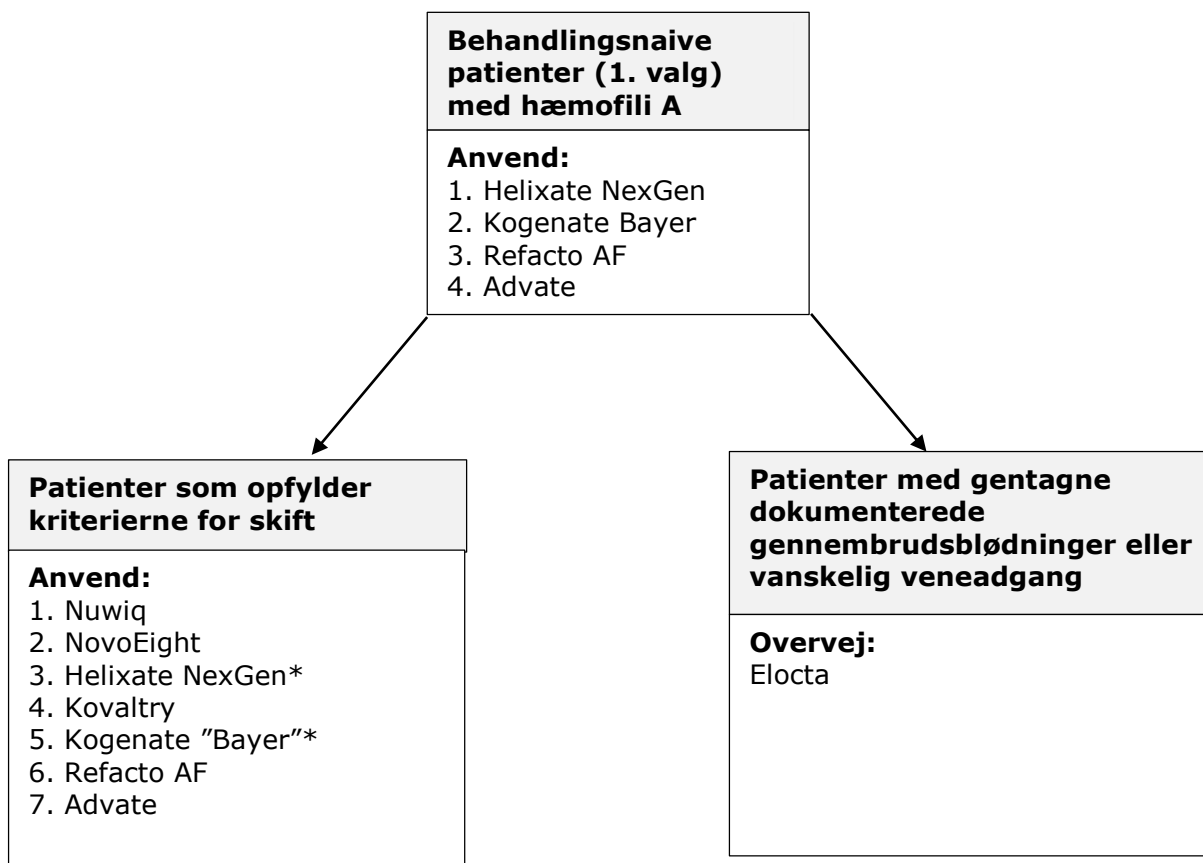 Behandlingsnaive
patienter (1. valg)
med hæmofili A
Anvend:
1. Helixate NexGen
2. Kogenate Bayer
3. Refacto AF
4. Advate
Patienter som opfylder
kriterierne for skift
Anvend:
1. Nuwiq
2. NovoEight
3. Helixate NexGen*
4. Kovaltry
5. Kogenate ”Bayer”*
6. Refacto AF
7. Advate
Patienter med gentagne
dokumenterede
gennembrudsblødninger eller
vanskelig veneadgang
Overvej:
Elocta